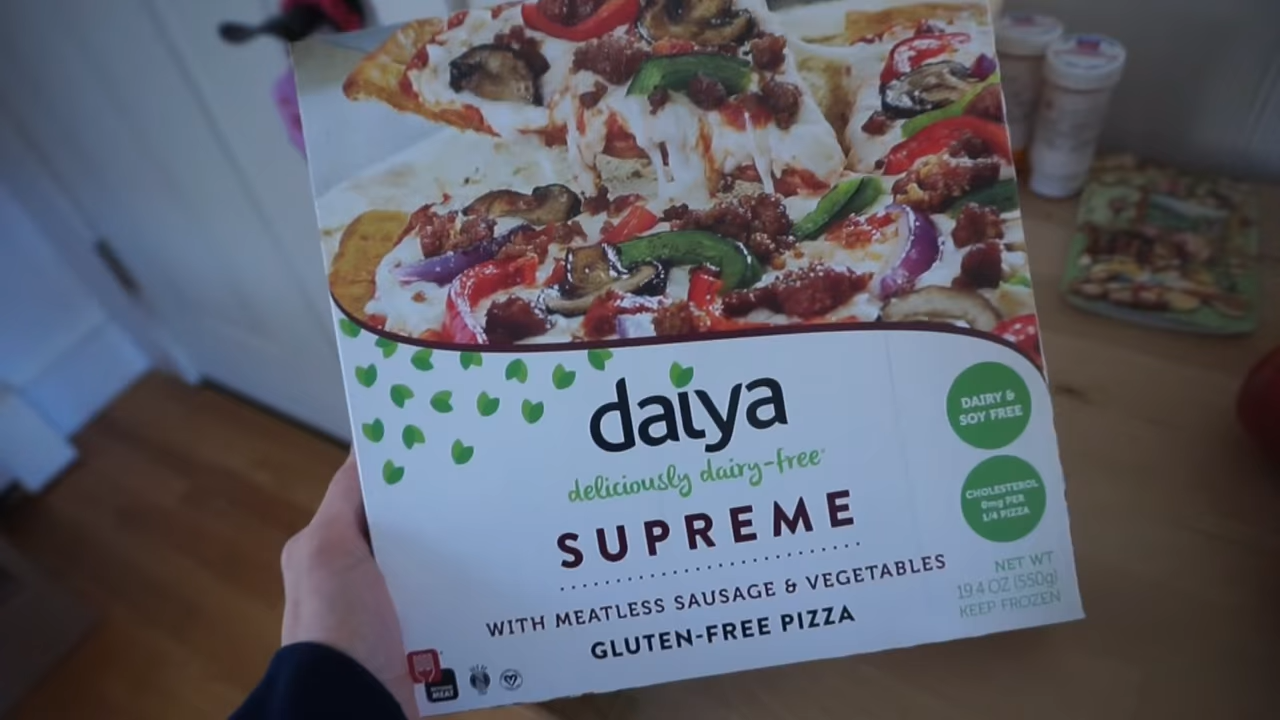 daiya
deliciously dairy-free
SUPREME
WITH MEATLESS SAUSAGE & VEGETABLES
GLUTEN-FREE PIZZA
DAIRY &
SOY FREE
CHOLESTEROL
0mg PER
1/4 PIZZA
NET WT
19.4 OZ (550g)
KEEP FROZEN